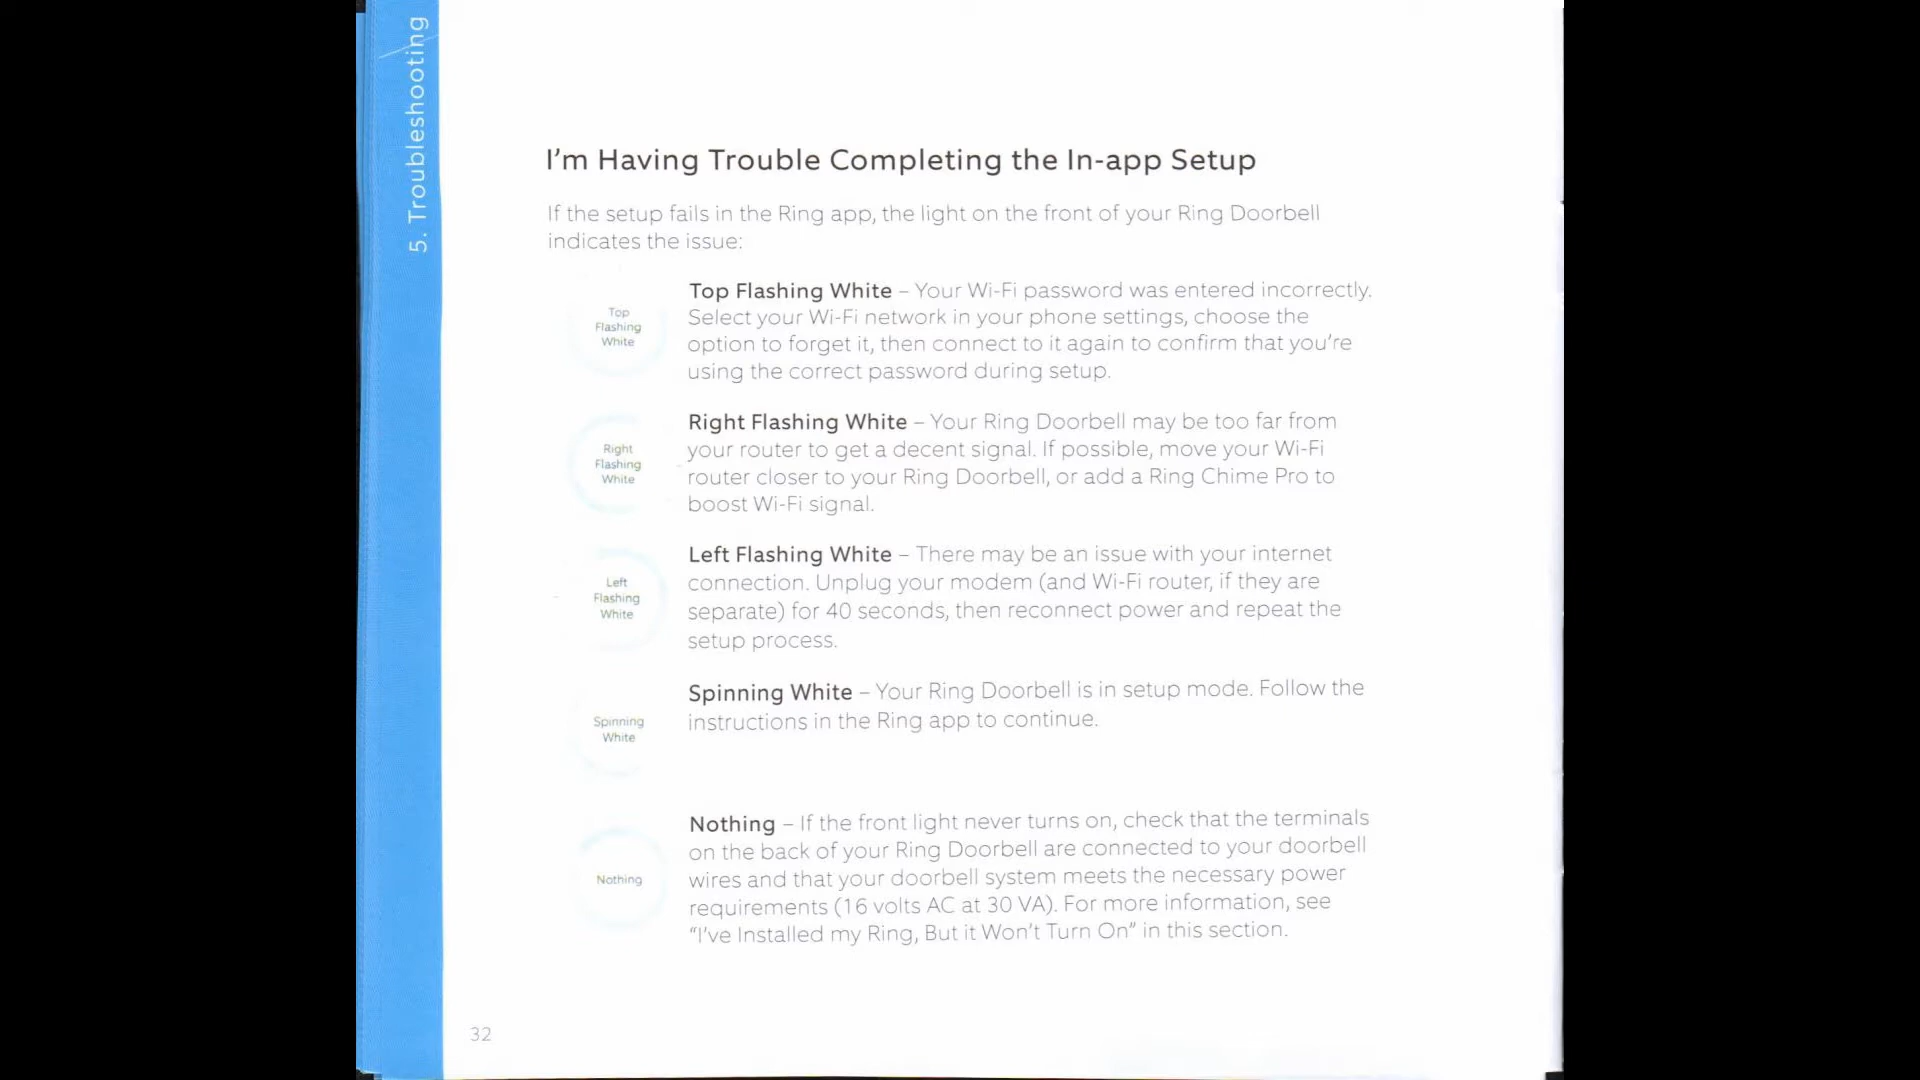 5. Troubleshooting
I’m Having Trouble Completing the In-app Setup
If the setup fails in the Ring app, the light on the front of your Ring Doorbell
indicates the issue:
Top
Flashing
White
Top Flashing White – Your Wi-Fi password was entered incorrectly.
Select your Wi-Fi network in your phone settings, choose the
option to forget it, then connect to it again to confirm that you’re
using the correct password during setup.
Right
Flashing
White
Right Flashing White – Your Ring Doorbell may be too far from
your router to get a decent signal. If possible, move your Wi-Fi
router closer to your Ring Doorbell, or add a Ring Chime Pro to
boost Wi-Fi signal.
Left
Flashing
White
Left Flashing White – There may be an issue with your internet
connection. Unplug your modem (and Wi-Fi router, if they are
separate) for 40 seconds, then reconnect power and repeat the
setup process.
Spinning
White
Spinning White – Your Ring Doorbell is in setup mode. Follow the
instructions in the Ring app to continue.
Nothing
Nothing – If the front light never turns on, check that the terminals
on the back of your Ring Doorbell are connected to your doorbell
wires and that your doorbell system meets the necessary power
requirements (16 volts AC at 30 VA). For more information, see
“I’ve Installed my Ring, But it Won’t Turn On” in this section.
32